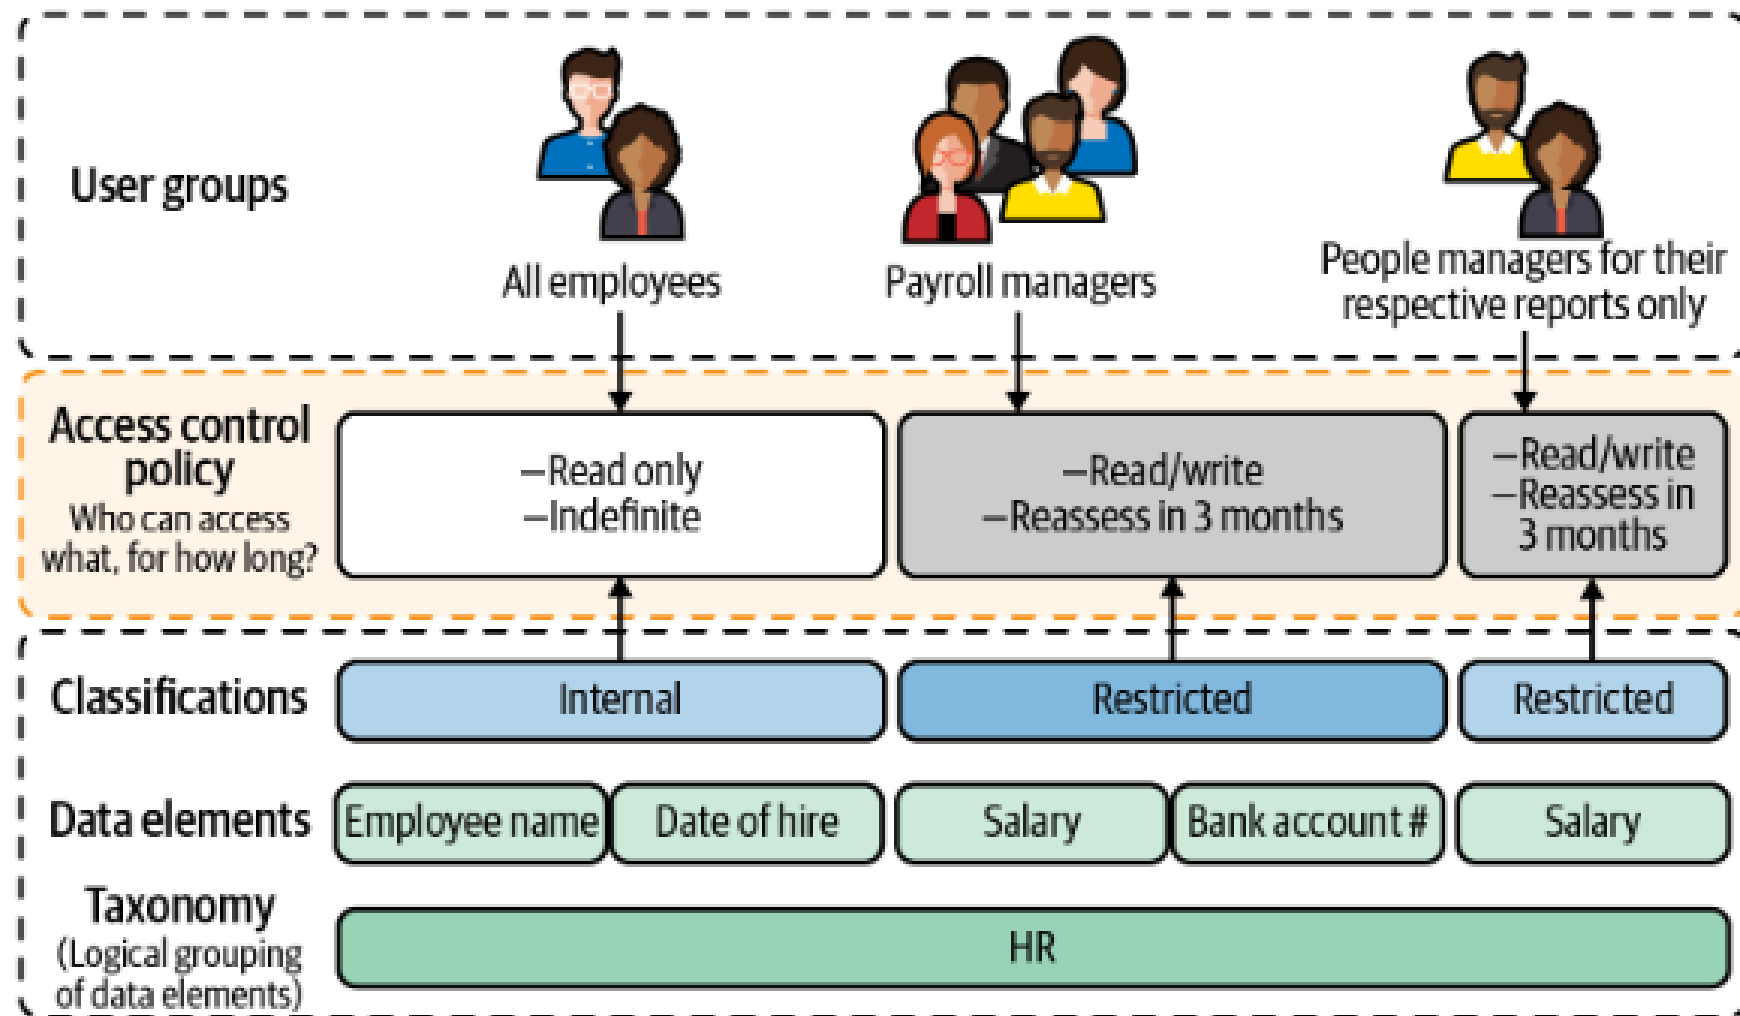 User groups
All employees
Payroll managers
People managers for their
respective reports only
Access control
policy
Who can access
what, for how long?
–Read only
–Indefinite
–Read/write
–Reassess in 3 months
–Read/write
–Reassess in
3 months
Classifications
Internal
Restricted
Restricted
Data elements
Employee name
Date of hire
Salary
Bank account #
Salary
Taxonomy
(Logical grouping
of data elements)
HR